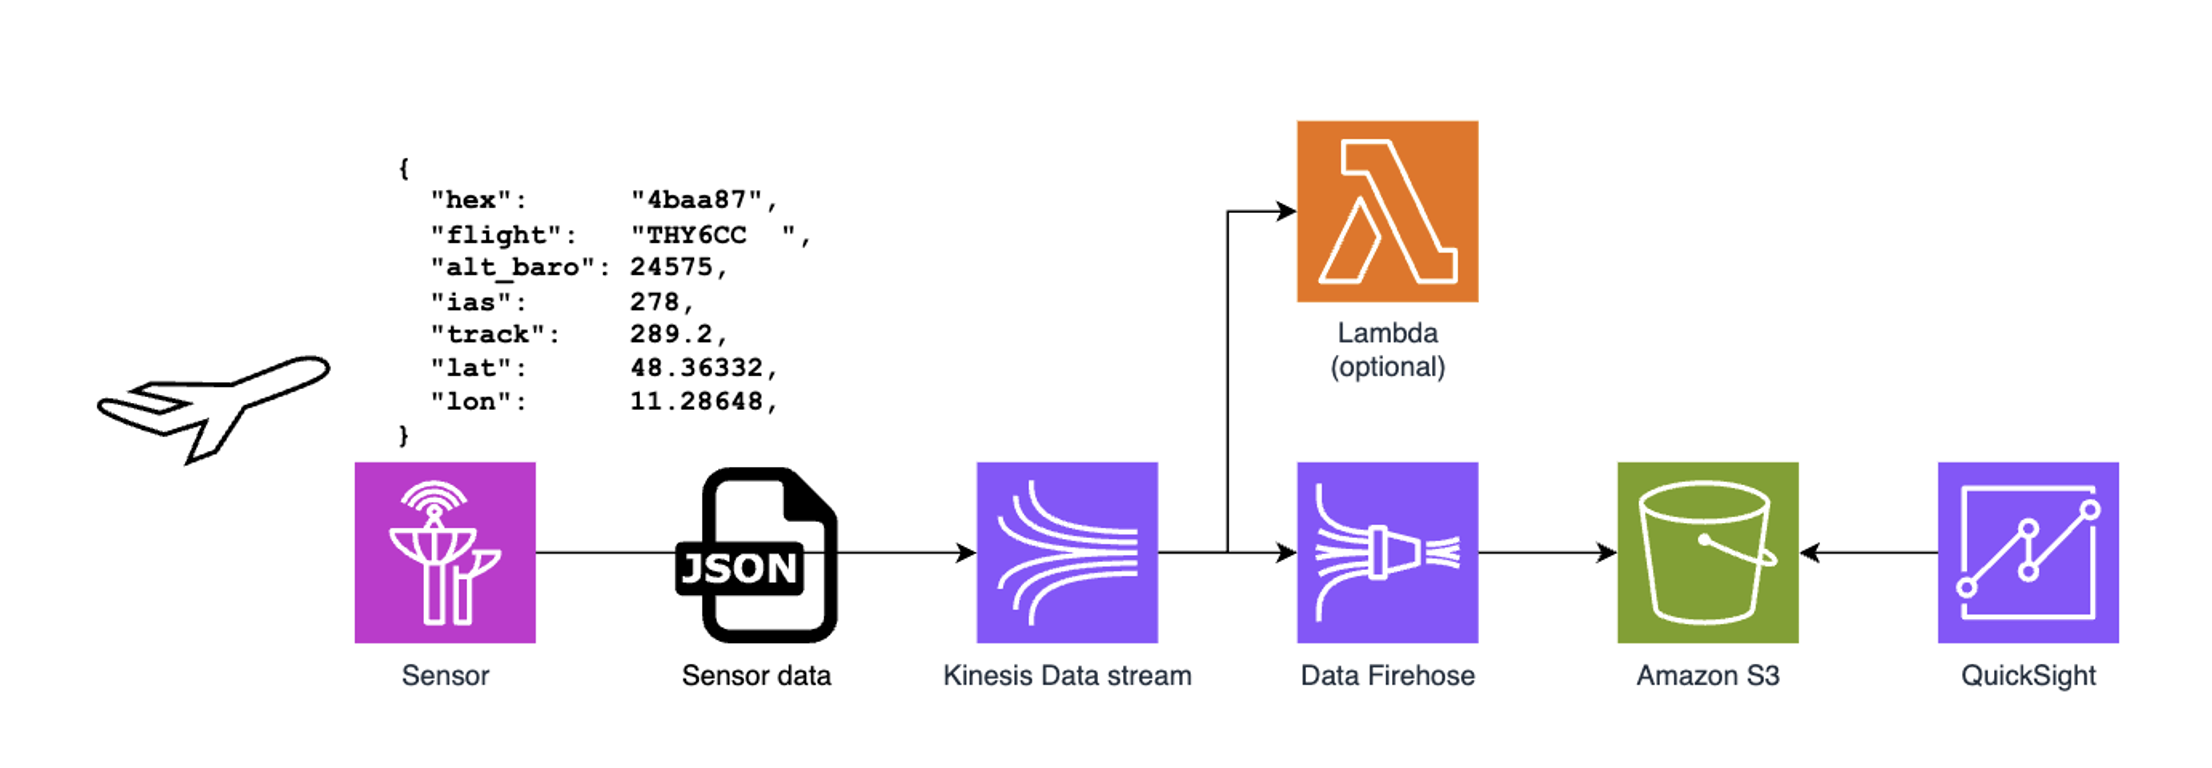 {
"hex": "4baa87",
"flight": "THY6CC  ",
"alt_baro": 24575,
"ias": 278,
"track": 289.2,
"lat": 48.36332,
"lon": 11.28648,
}
Lambda
(optional)
JSON
Sensor
Sensor data
Kinesis Data stream
Data Firehose
Amazon S3
QuickSight